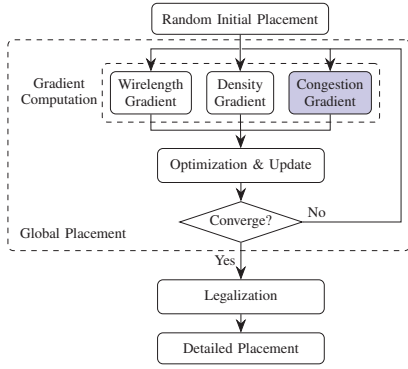 Random Initial Placement
Gradient
Computation
Wirelength
Gradient
Density
Gradient
Congestion
Gradient
Optimization & Update
Converge?
No
Global Placement
Yes
Legalization
Detailed Placement